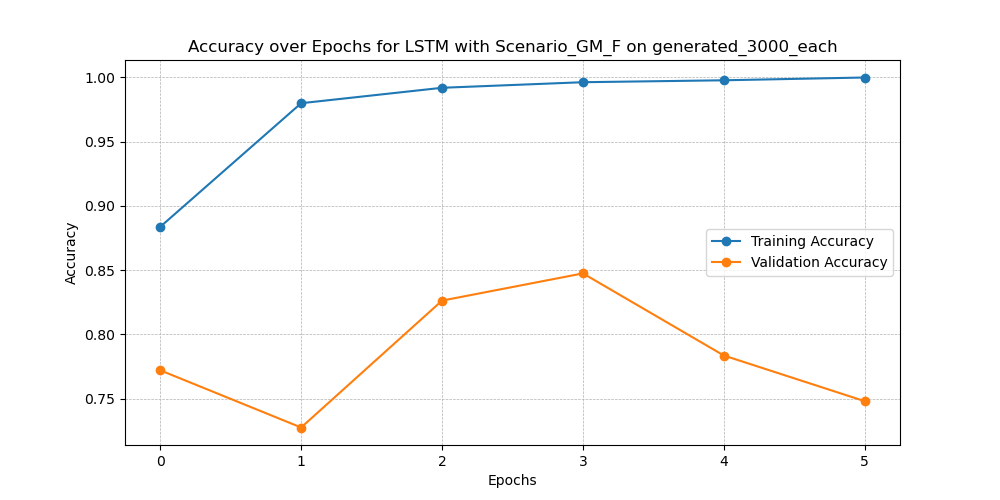 Accuracy over Epochs for LSTM with Scenario_GM_F on generated_3000_each
1.00
0.95
0.90
0.85
0.80
0.75
Accuracy
Training Accuracy
Validation Accuracy
0 1 2 3 4 5
Epochs